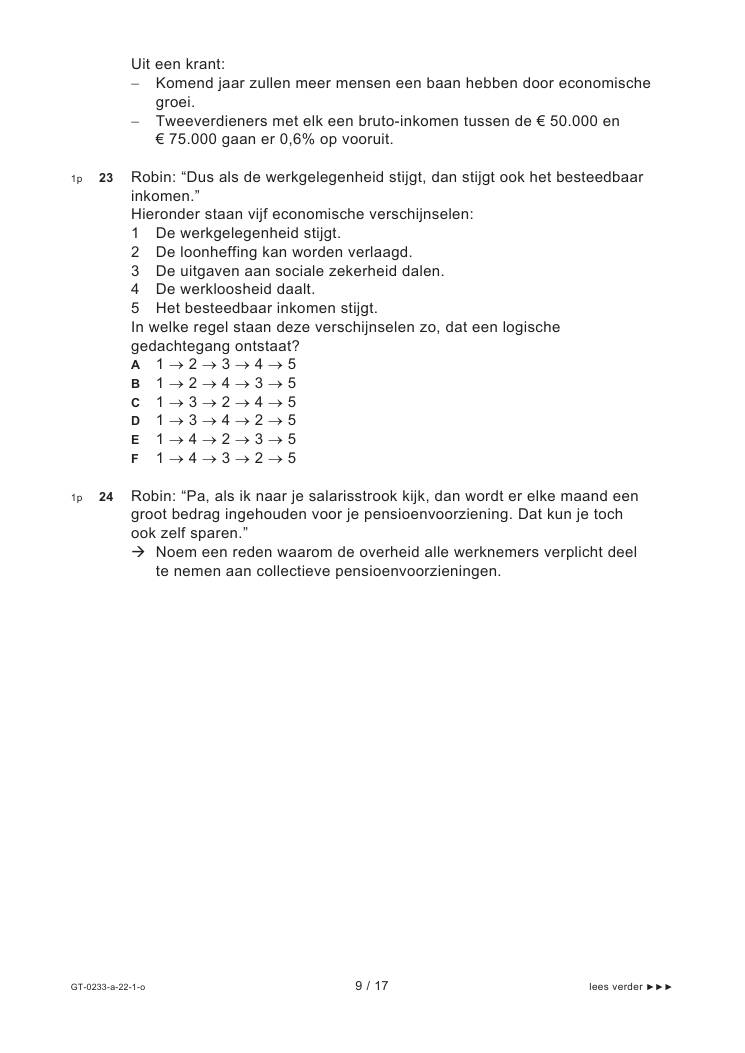 Uit een krant:
– Komend jaar zullen meer mensen een baan hebben door economische
groei.
– Tweeverdieners met elk een bruto-inkomen tussen de € 50.000 en
€ 75.000 gaan er 0,6% op vooruit.
1p 23 Robin: “Dus als de werkgelegenheid stijgt, dan stijgt ook het besteedbaar
inkomen.”
Hieronder staan vijf economische verschijnselen:
1 De werkgelegenheid stijgt.
2 De loonheffing kan worden verlaagd.
3 De uitgaven aan sociale zekerheid dalen.
4 De werkloosheid daalt.
5 Het besteedbaar inkomen stijgt.
In welke regel staan deze verschijnselen zo, dat een logische
gedachtegang ontstaat?
A 1 → 2 → 3 → 4 → 5
B 1 → 2 → 4 → 3 → 5
C 1 → 3 → 2 → 4 → 5
D 1 → 3 → 4 → 2 → 5
E 1 → 4 → 2 → 3 → 5
F 1 → 4 → 3 → 2 → 5
1p 24 Robin: “Pa, als ik naar je salarisstrook kijk, dan wordt er elke maand een
groot bedrag ingehouden voor je pensioenvoorziening. Dat kun je toch
ook zelf sparen.”
→ Noem een reden waarom de overheid alle werknemers verplicht deel
te nemen aan collectieve pensioenvoorzieningen.
GT-0233-a-22-1-o 9 / 17 lees verder ►►►